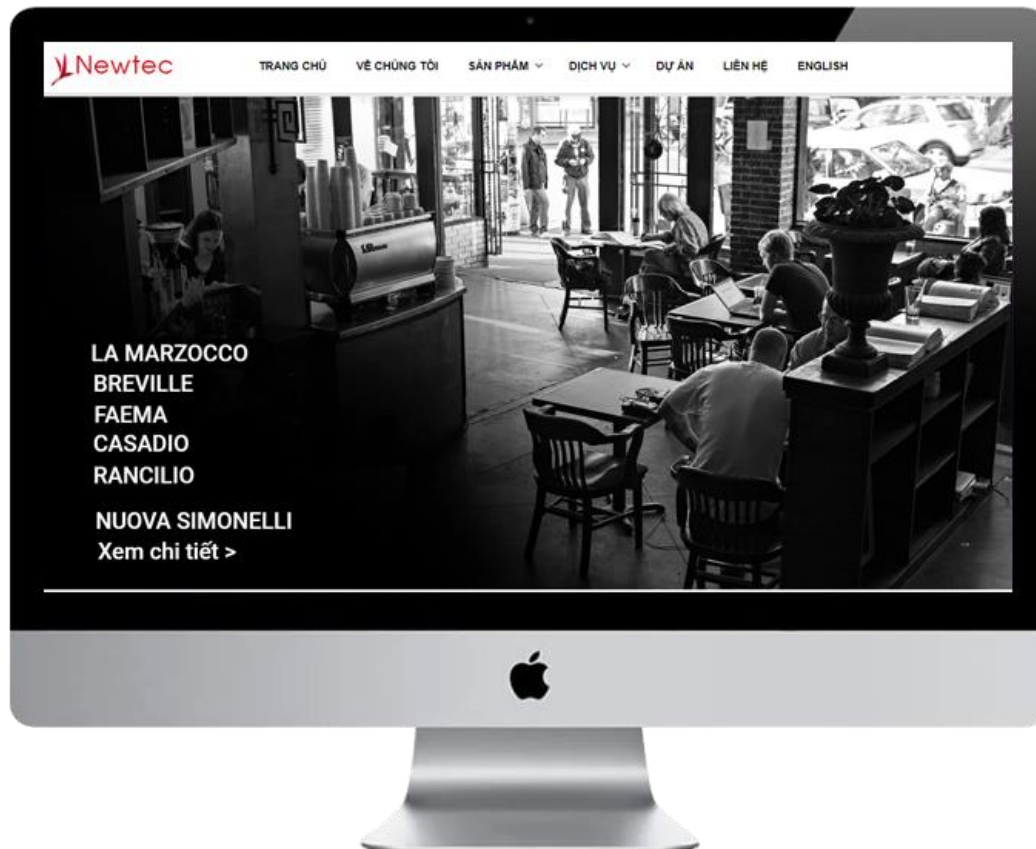 Newtec
TRANG CHỦ VỀ CHÚNG TÔI SẢN PHẨM DỊCH VỤ DỰ ÁN LIÊN HỆ ENGLISH
LA MARZOCCO
BREVILLE
FAEMA
CASADIO
RANCILIO
NUOVA SIMONELLI
Xem chi tiết >